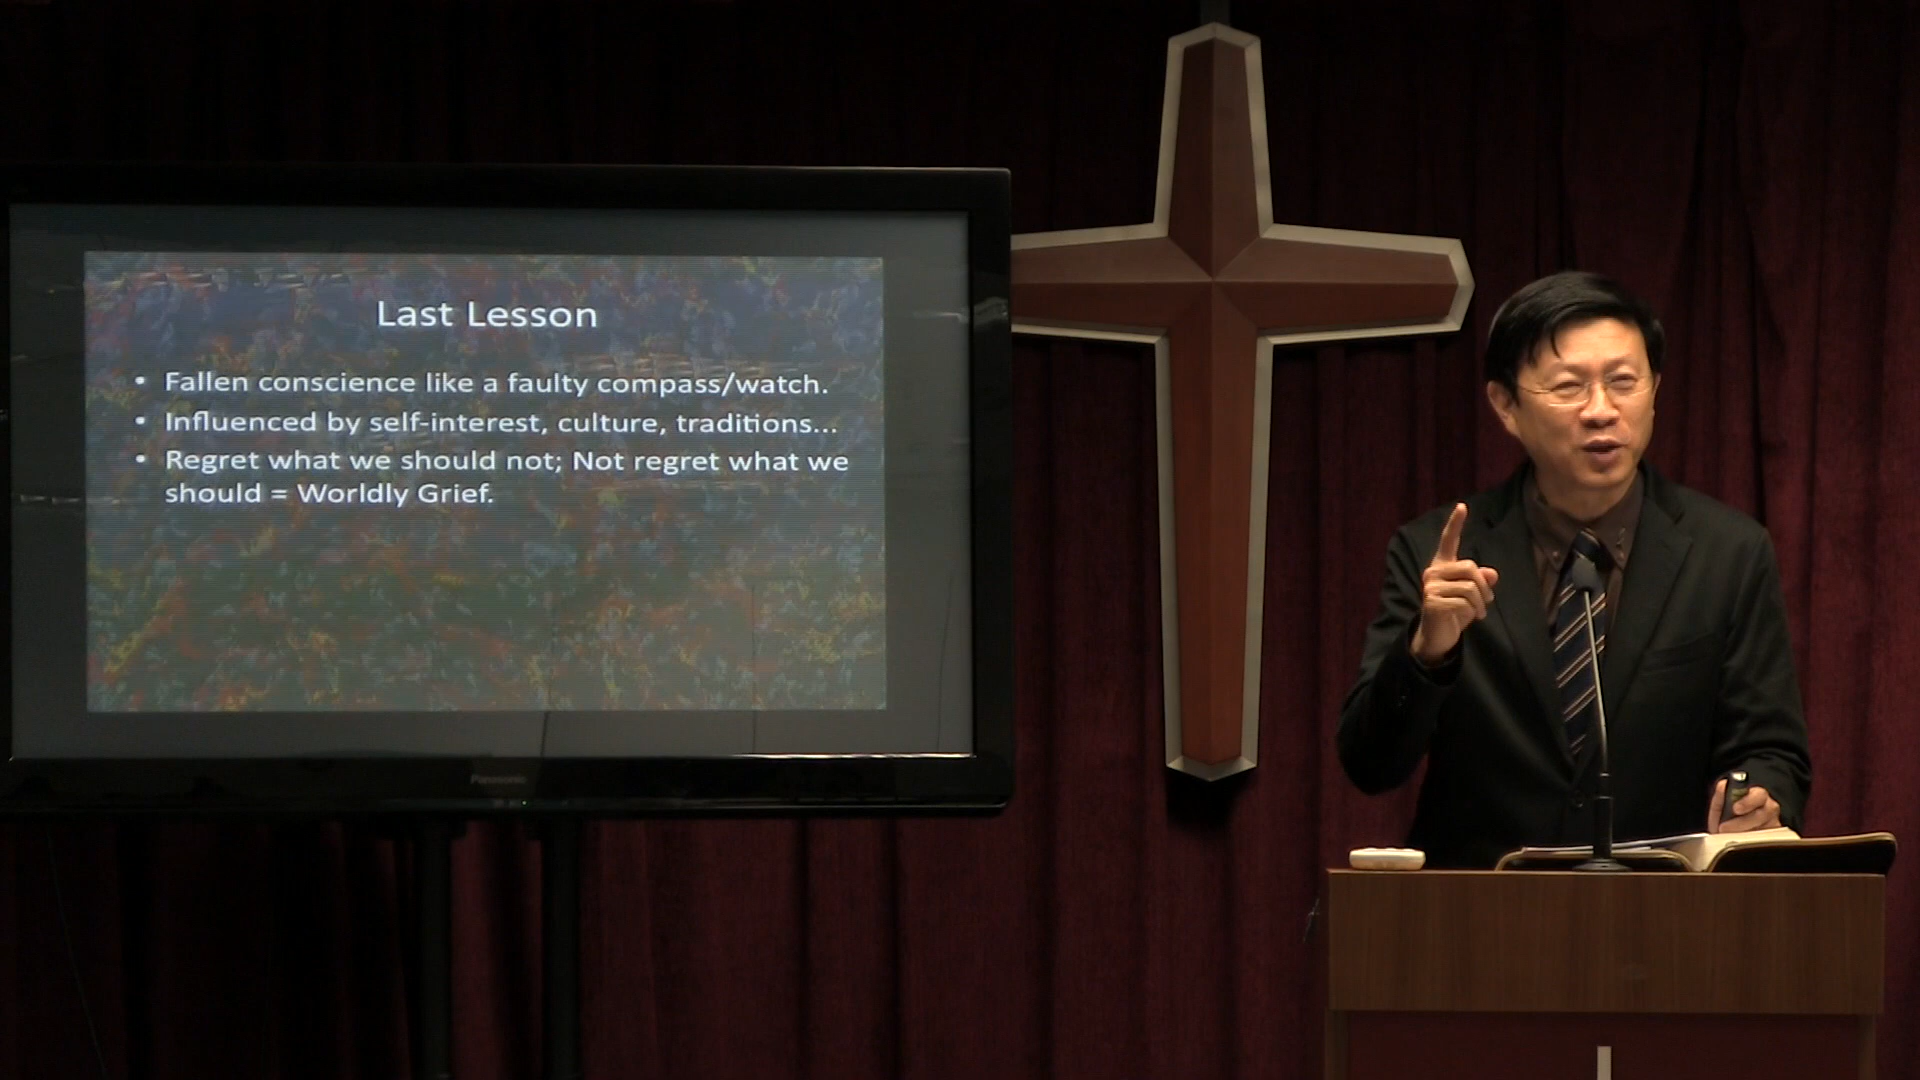 Last Lesson
• Fallen conscience like a faulty compass/watch.
• Influenced by self-interest, culture, traditions...
• Regret what we should not; Not regret what we
should = Worldly Grief.
Panasonic